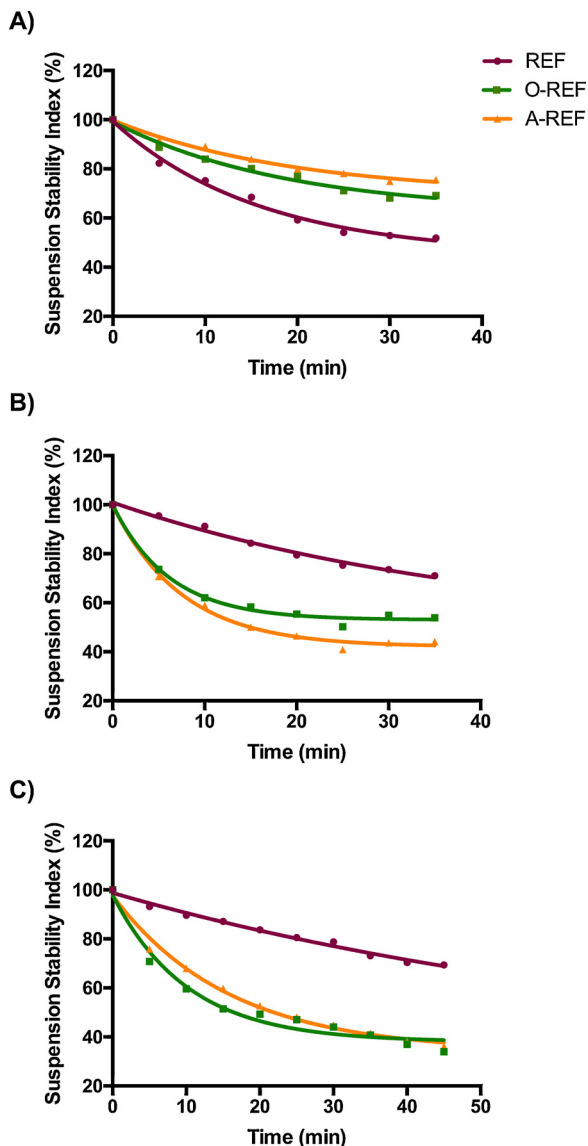 A)
REF
O-REF
A-REF
Suspension Stability Index (%)
120
100
80
60
40
20
0 10 20 30 40
Time (min)
B)
Suspension Stability Index (%)
120
100
80
60
40
20
0 10 20 30 40
Time (min)
C)
Suspension Stability Index (%)
120
100
80
60
40
20
0 10 20 30 40 50
Time (min)